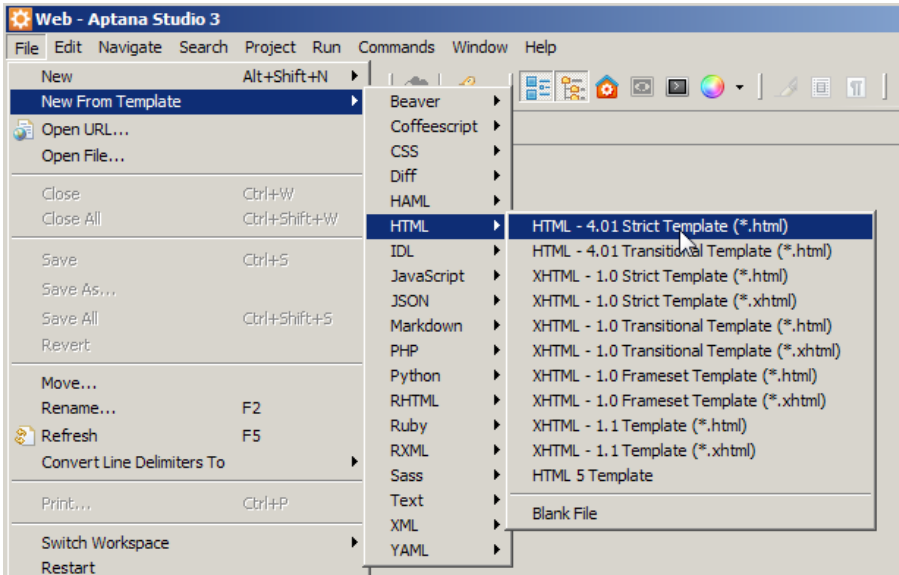 Web - Aptana Studio 3
File Edit Navigate Search Project Run Commands Window Help
New Alt+Shift+N
New From Template
Open URL...
Open File...
Close Ctrl+W
Close All Ctrl+Shift+W
Save Ctrl+S
Save As...
Save All Ctrl+Shift+S
Revert
Move...
Rename... F2
Refresh F5
Convert Line Delimiters To
Print... Ctrl+P
Switch Workspace
Restart
Beaver
Coffeescript
CSS
Diff
HAML
HTML
IDL
JavaScript
JSON
Markdown
PHP
Python
RHTML
Ruby
RXML
Sass
Text
XML
YAML
HTML - 4.01 Strict Template (*.html)
HTML - 4.01 Transitional Template (*.html)
XHTML - 1.0 Strict Template (*.html)
XHTML - 1.0 Strict Template (*.xhtml)
XHTML - 1.0 Transitional Template (*.html)
XHTML - 1.0 Transitional Template (*.xhtml)
XHTML - 1.0 Frameset Template (*.html)
XHTML - 1.0 Frameset Template (*.xhtml)
XHTML - 1.1 Template (*.html)
XHTML - 1.1 Template (*.xhtml)
HTML 5 Template
Blank File